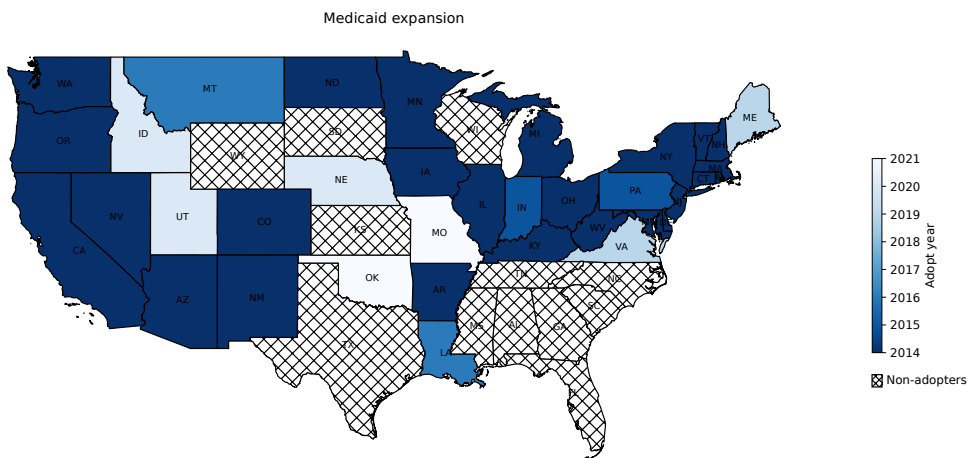 Medicaid expansion
WA
MT
ND
MN
ME
OR
ID
SD
WI
MI
VT
NH
WY
NY
MA
CT
IA
NE
PA
NV
UT
IL
IN
OH
NJ
CO
KS
MO
WV
CA
KY
VA
OK
TN
NC
AZ
NM
AR
SC
MS
AL
GA
TX
LA
FL
2021
2020
2019
2018
2017
2016
2015
2014
Adopt year
Non-adopters